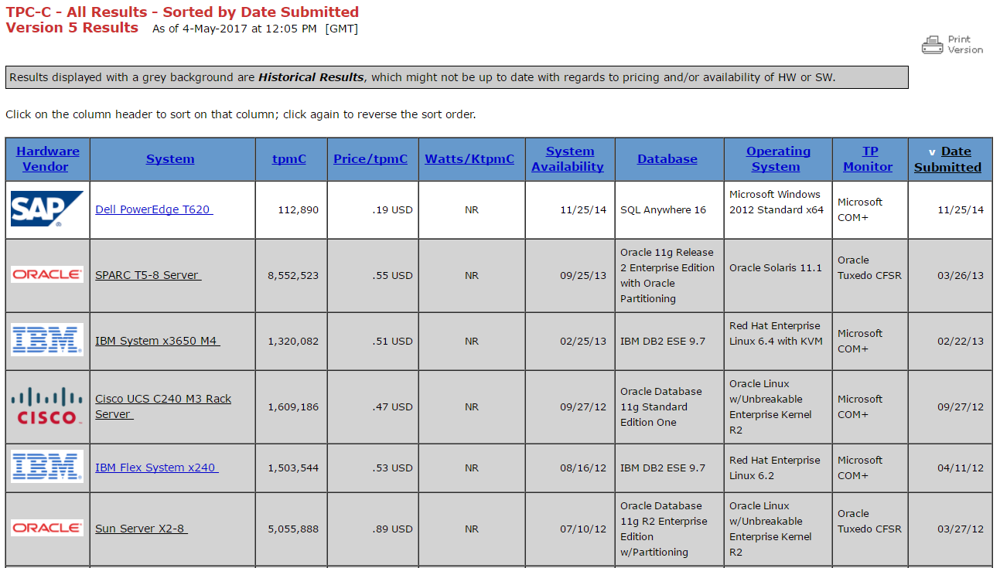 TPC-C - All Results - Sorted by Date Submitted
Version 5 Results As of 4-May-2017 at 12:05 PM [GMT]
Print
Version
Results displayed with a grey background are Historical Results, which might not be up to date with regards to pricing and/or availability of HW or SW.
Click on the column header to sort on that column; click again to reverse the sort order.
Hardware
Vendor
System
tpmC
Price/tpmC
Watts/KtpmC
System
Availability
Database
Operating
System
TP
Monitor
v Date
Submitted
SAP ®
Dell PowerEdge T620
112,890
.19 USD
NR
11/25/14
SQL Anywhere 16
Microsoft Windows
2012 Standard x64
Microsoft
COM+
11/25/14
ORACLE
SPARC T5-8 Server
8,552,523
.55 USD
NR
09/25/13
Oracle 11g Release
2 Enterprise Edition
with Oracle
Partitioning
Oracle Solaris 11.1
Oracle
Tuxedo CFSR
03/26/13
IBM
IBM System x3650 M4
1,320,082
.51 USD
NR
02/25/13
IBM DB2 ESE 9.7
Red Hat Enterprise
Linux 6.4 with KVM
Microsoft
COM+
02/22/13
CISCO
Cisco UCS C240 M3 Rack
Server
1,609,186
.47 USD
NR
09/27/12
Oracle Database
11g Standard
Edition One
Oracle Linux
w/Unbreakable
Enterprise Kernel
R2
Microsoft
COM+
09/27/12
IBM
IBM Flex System x240
1,503,544
.53 USD
NR
08/16/12
IBM DB2 ESE 9.7
Red Hat Enterprise
Linux 6.2
Microsoft
COM+
04/11/12
ORACLE
Sun Server X2-8
5,055,888
.89 USD
NR
07/10/12
Oracle Database
11g R2 Enterprise
Edition
w/Partitioning
Oracle Linux
w/Unbreakable
Enterprise Kernel
R2
Oracle
Tuxedo CFSR
03/27/12